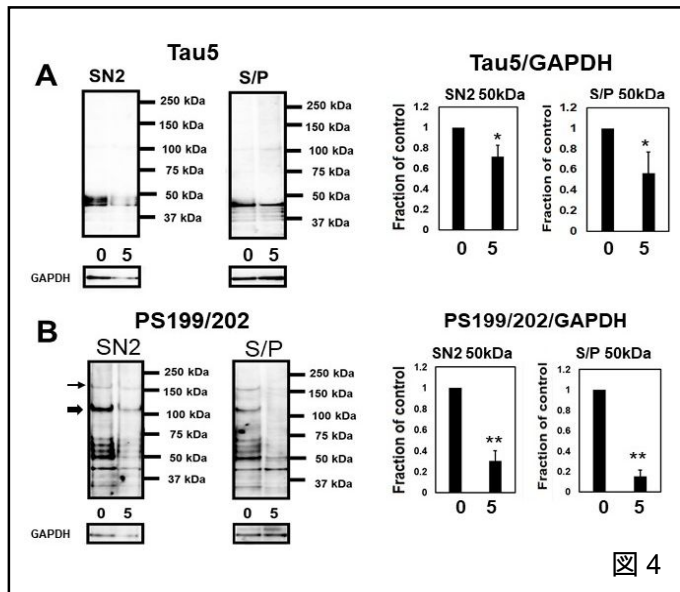 Tau5
A
SN2
S/P
250 kDa
150 kDa
100 kDa
75 kDa
50 kDa
37 kDa
250 kDa
150 kDa
100 kDa
75 kDa
50 kDa
37 kDa
0 5
0 5
GAPDH
Tau5/GAPDH
SN2 50kDa
Fraction of control
1.2
1
0.8
0.6
0.4
0.2
0
*
0 5
S/P 50kDa
1.2
1
0.8
0.6
0.4
0.2
0
*
0 5
B
PS199/202
SN2
S/P
250 kDa
150 kDa
100 kDa
75 kDa
50 kDa
37 kDa
250 kDa
150 kDa
100 kDa
75 kDa
50 kDa
37 kDa
0 5
0 5
GAPDH
PS199/202/GAPDH
SN2 50kDa
Fraction of control
1.2
1
0.8
0.6
0.4
0.2
0
**
0 5
S/P 50kDa
Fraction of control
1.2
1
0.8
0.6
0.4
0.2
0
**
0 5
図 4